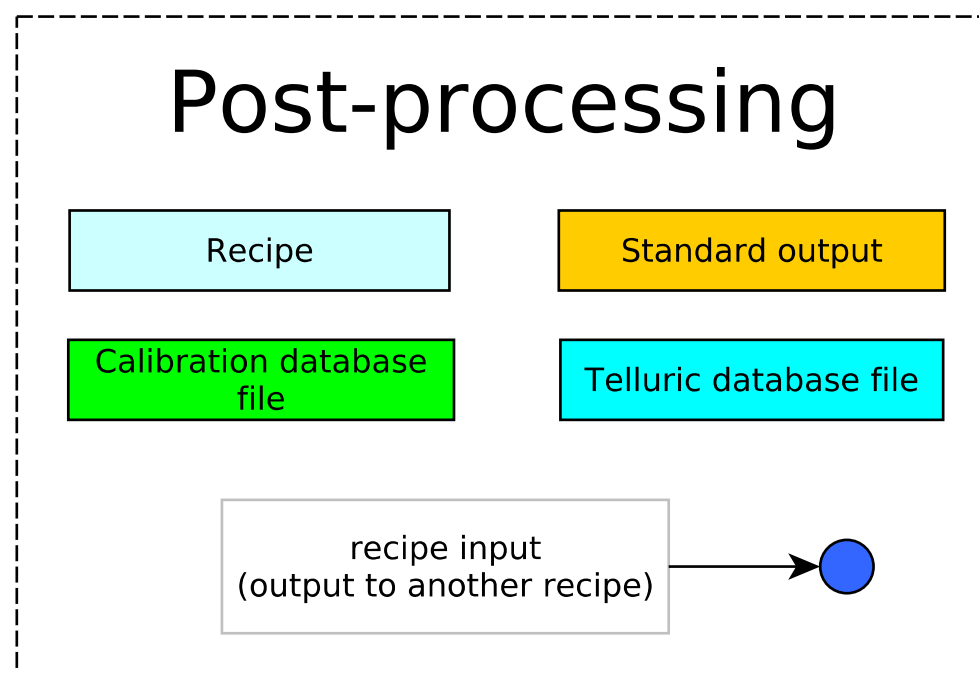 Post-processing
Recipe
Standard output
Calibration database
file
Telluric database file
recipe input
(output to another recipe)